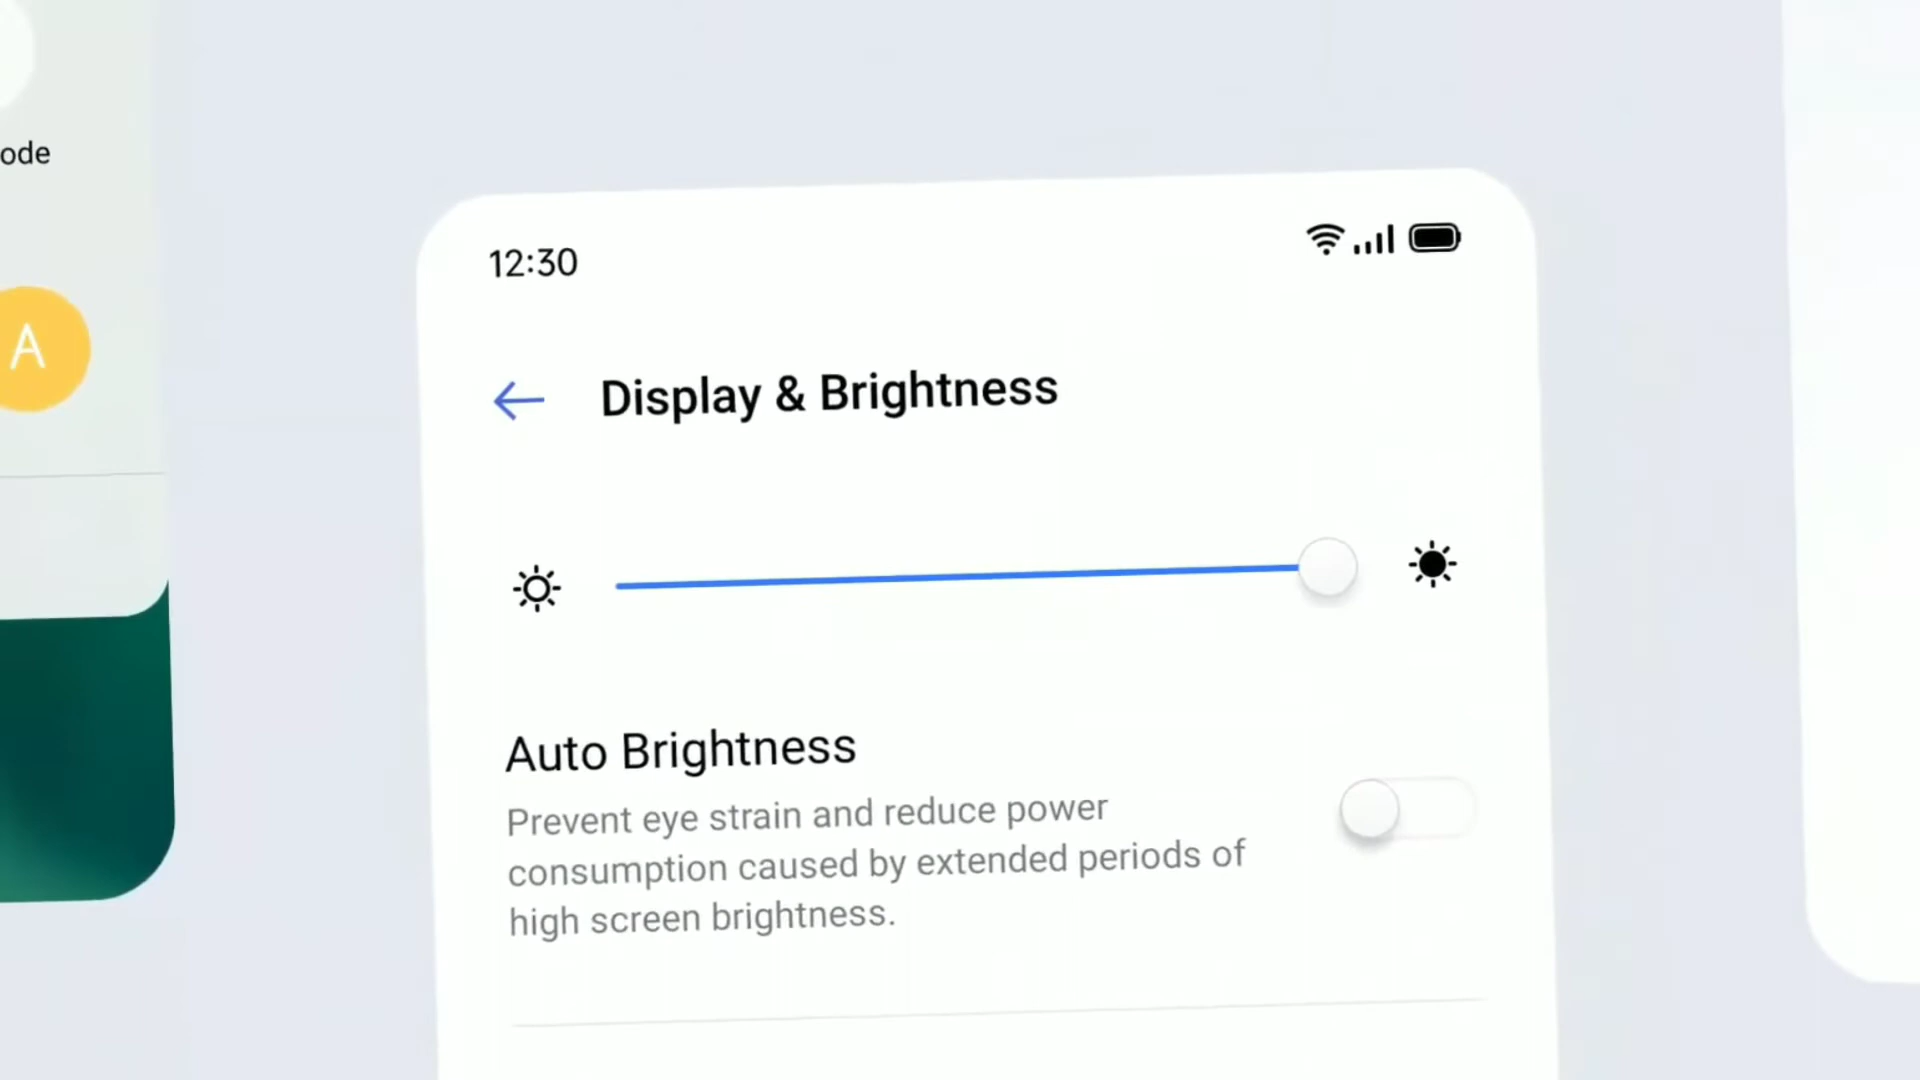 ode
A
12:30
Display & Brightness
Auto Brightness
Prevent eye strain and reduce power
consumption caused by extended periods of
high screen brightness.